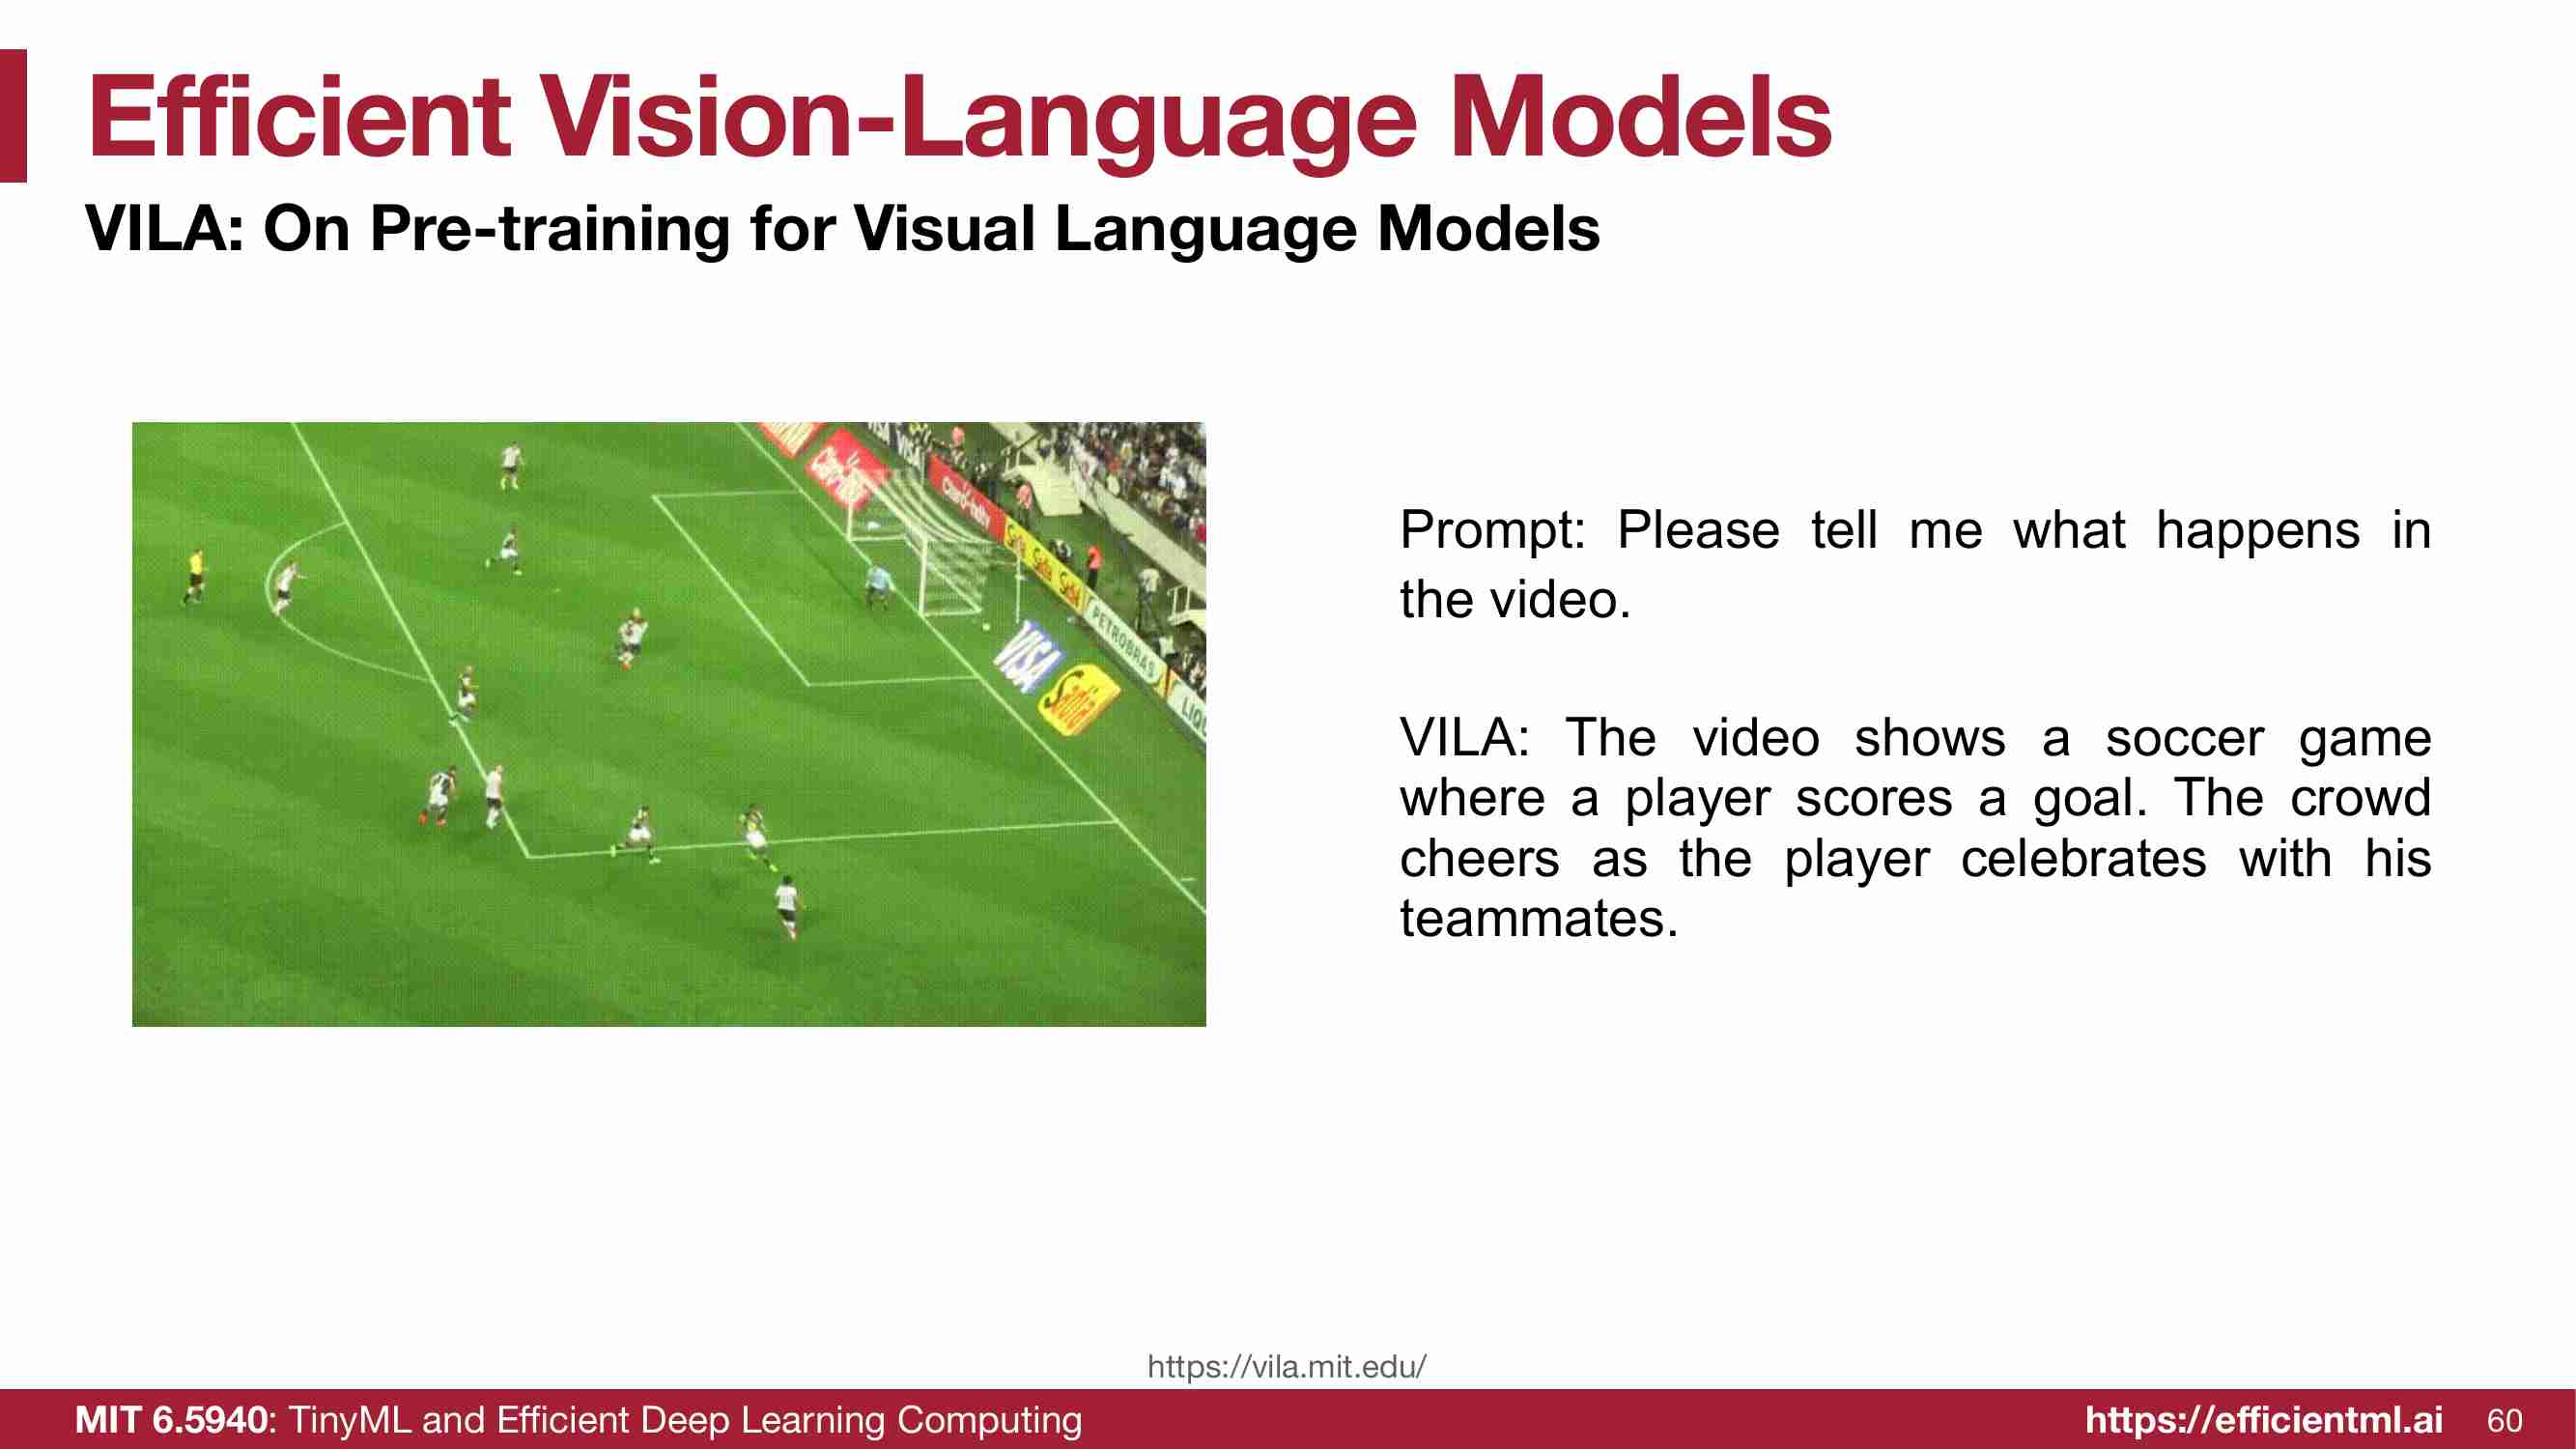 Efficient Vision-Language Models
VILA: On Pre-training for Visual Language Models
Prompt: Please tell me what happens in
the video.
VILA: The video shows a soccer game
where a player scores a goal. The crowd
cheers as the player celebrates with his
teammates.
VISA
Sadia
PETROBRAS
https://vila.mit.edu/
MIT 6.5940: TinyML and Efficient Deep Learning Computing
https://efficientml.ai 60